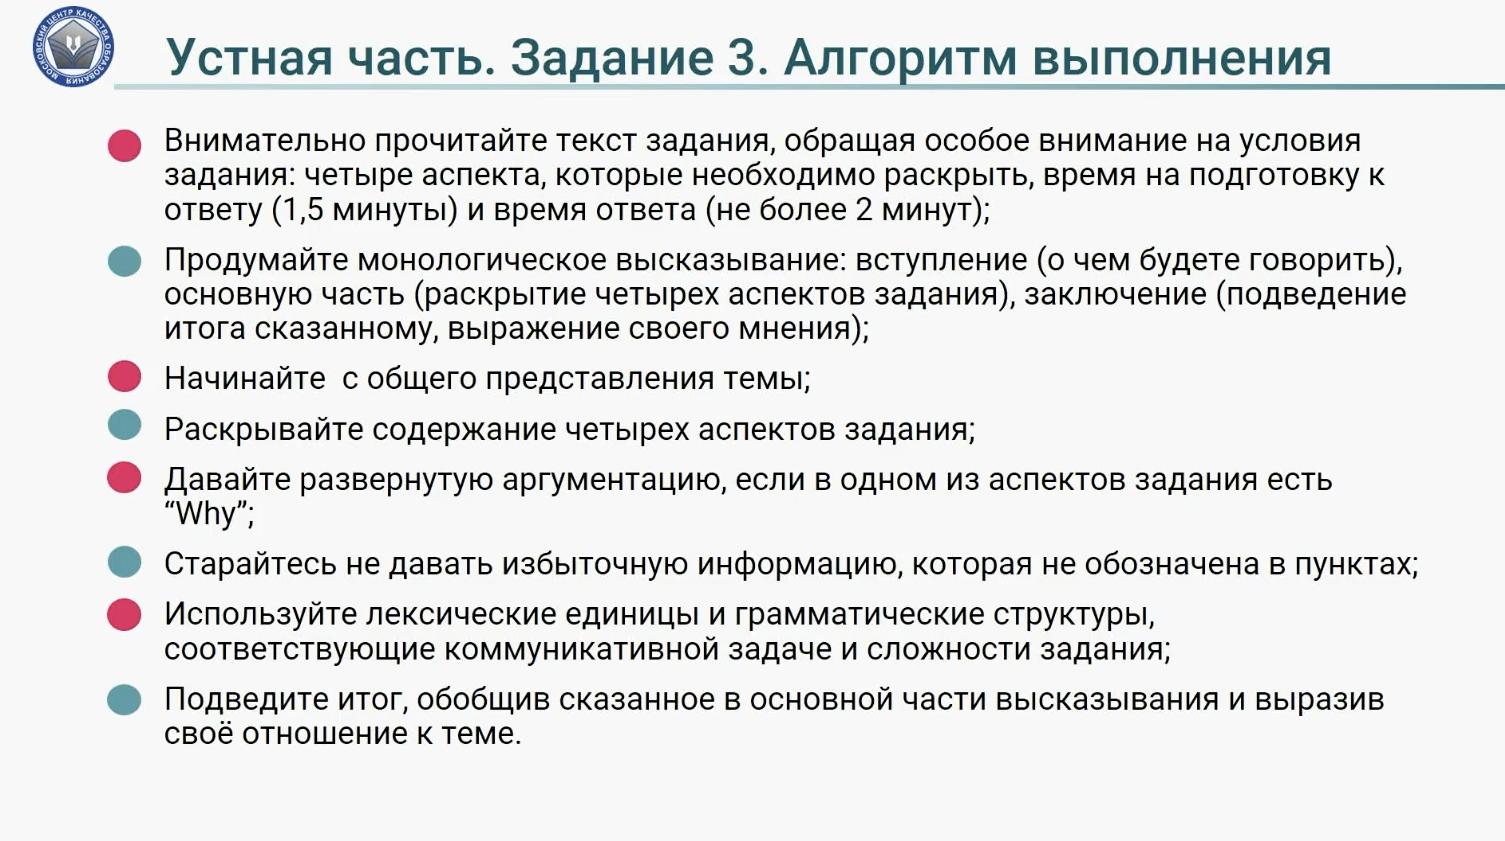 МОСКОВСКИЙ ЦЕНТР КАЧЕСТВА ОБРАЗОВАНИЯ
Устная часть. Задание 3. Алгоритм выполнения
Внимательно прочитайте текст задания, обращая особое внимание на условия
задания: четыре аспекта, которые необходимо раскрыть, время на подготовку к
ответу (1,5 минуты) и время ответа (не более 2 минут);
Продумайте монологическое высказывание: вступление (о чем будете говорить),
основную часть (раскрытие четырех аспектов задания), заключение (подведение
итога сказанному, выражение своего мнения);
Начинайте  с общего представления темы;
Раскрывайте содержание четырех аспектов задания;
Давайте развернутую аргументацию, если в одном из аспектов задания есть
“Why”;
Старайтесь не давать избыточную информацию, которая не обозначена в пунктах;
Используйте лексические единицы и грамматические структуры,
соответствующие коммуникативной задаче и сложности задания;
Подведите итог, обобщив сказанное в основной части высказывания и выразив
своё отношение к теме.